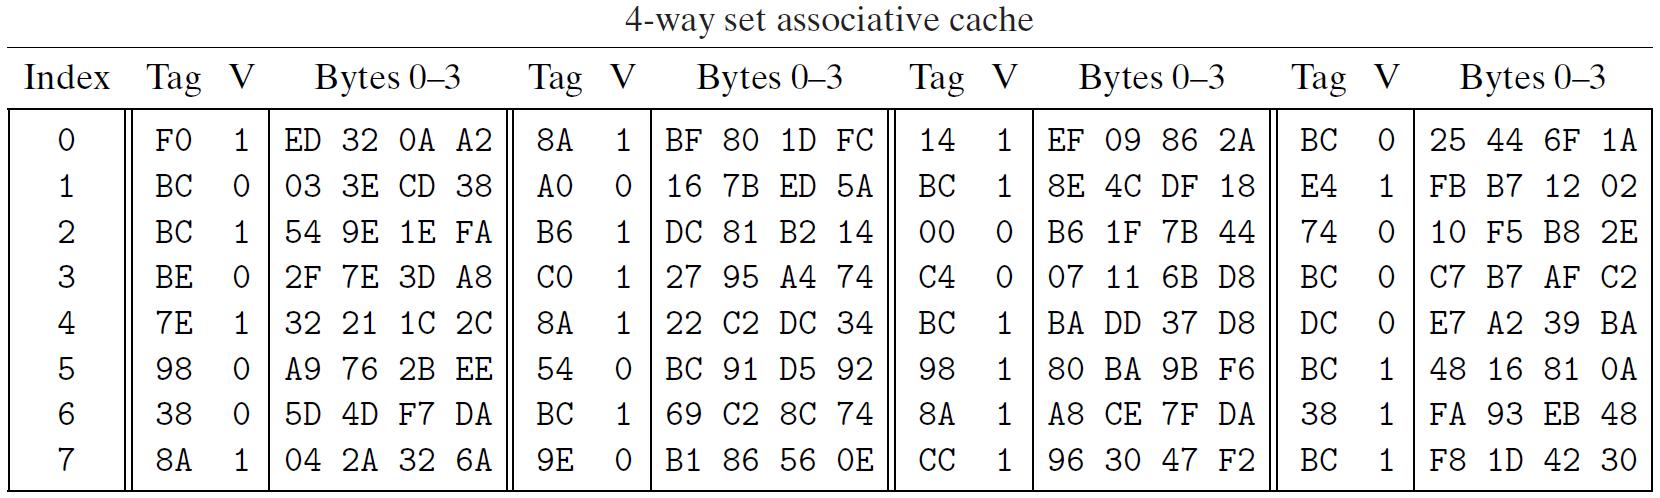 4-way set associative cache
Index Tag V Bytes 0–3 Tag V Bytes 0–3 Tag V Bytes 0–3 Tag V Bytes 0–3
0 F0 1 ED 32 0A A2 8A 1 BF 80 1D FC 14 1 EF 09 86 2A BC 0 25 44 6F 1A
1 BC 0 03 3E CD 38 A0 0 16 7B ED 5A BC 1 8E 4C DF 18 E4 1 FB B7 12 02
2 BC 1 54 9E 1E FA B6 1 DC 81 B2 14 00 0 B6 1F 7B 44 74 0 10 F5 B8 2E
3 BE 0 2F 7E 3D A8 C0 1 27 95 A4 74 C4 0 07 11 6B D8 BC 0 C7 B7 AF C2
4 7E 1 32 21 1C 2C 8A 1 22 C2 DC 34 BC 1 BA DD 37 D8 DC 0 E7 A2 39 BA
5 98 0 A9 76 2B EE 54 0 BC 91 D5 92 98 1 80 BA 9B F6 BC 1 48 16 81 0A
6 38 0 5D 4D F7 DA BC 1 69 C2 8C 74 8A 1 A8 CE 7F DA 38 1 FA 93 EB 48
7 8A 1 04 2A 32 6A 9E 0 B1 86 56 0E CC 1 96 30 47 F2 BC 1 F8 1D 42 30